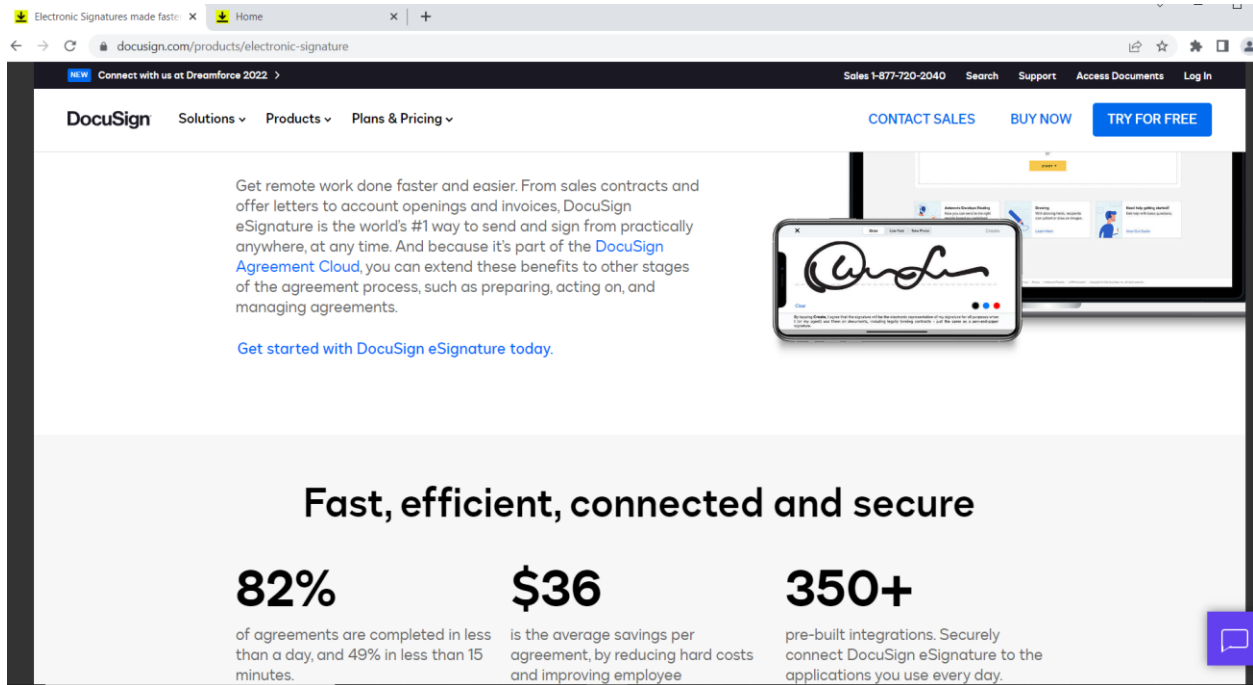 Electronic Signatures made faste
Home
docusign.com/products/electronic-signature
NEW Connect with us at Dreamforce 2022 >
Sales 1-877-720-2040 Search Support Access Documents Log In
DocuSign Solutions Products Plans & Pricing CONTACT SALES BUY NOW TRY FOR FREE
Get remote work done faster and easier. From sales contracts and
offer letters to account openings and invoices, DocuSign
eSignature is the world's #1 way to send and sign from practically
anywhere, at any time. And because it's part of the DocuSign
Agreement Cloud, you can extend these benefits to other stages
of the agreement process, such as preparing, acting on, and
managing agreements.
Get started with DocuSign eSignature today.
Clear
Fast, efficient, connected and secure
82%
of agreements are completed in less
than a day, and 49% in less than 15
minutes.
$36
is the average savings per
agreement, by reducing hard costs
and improving employee
350+
pre-built integrations. Securely
connect DocuSign eSignature to the
applications you use every day.